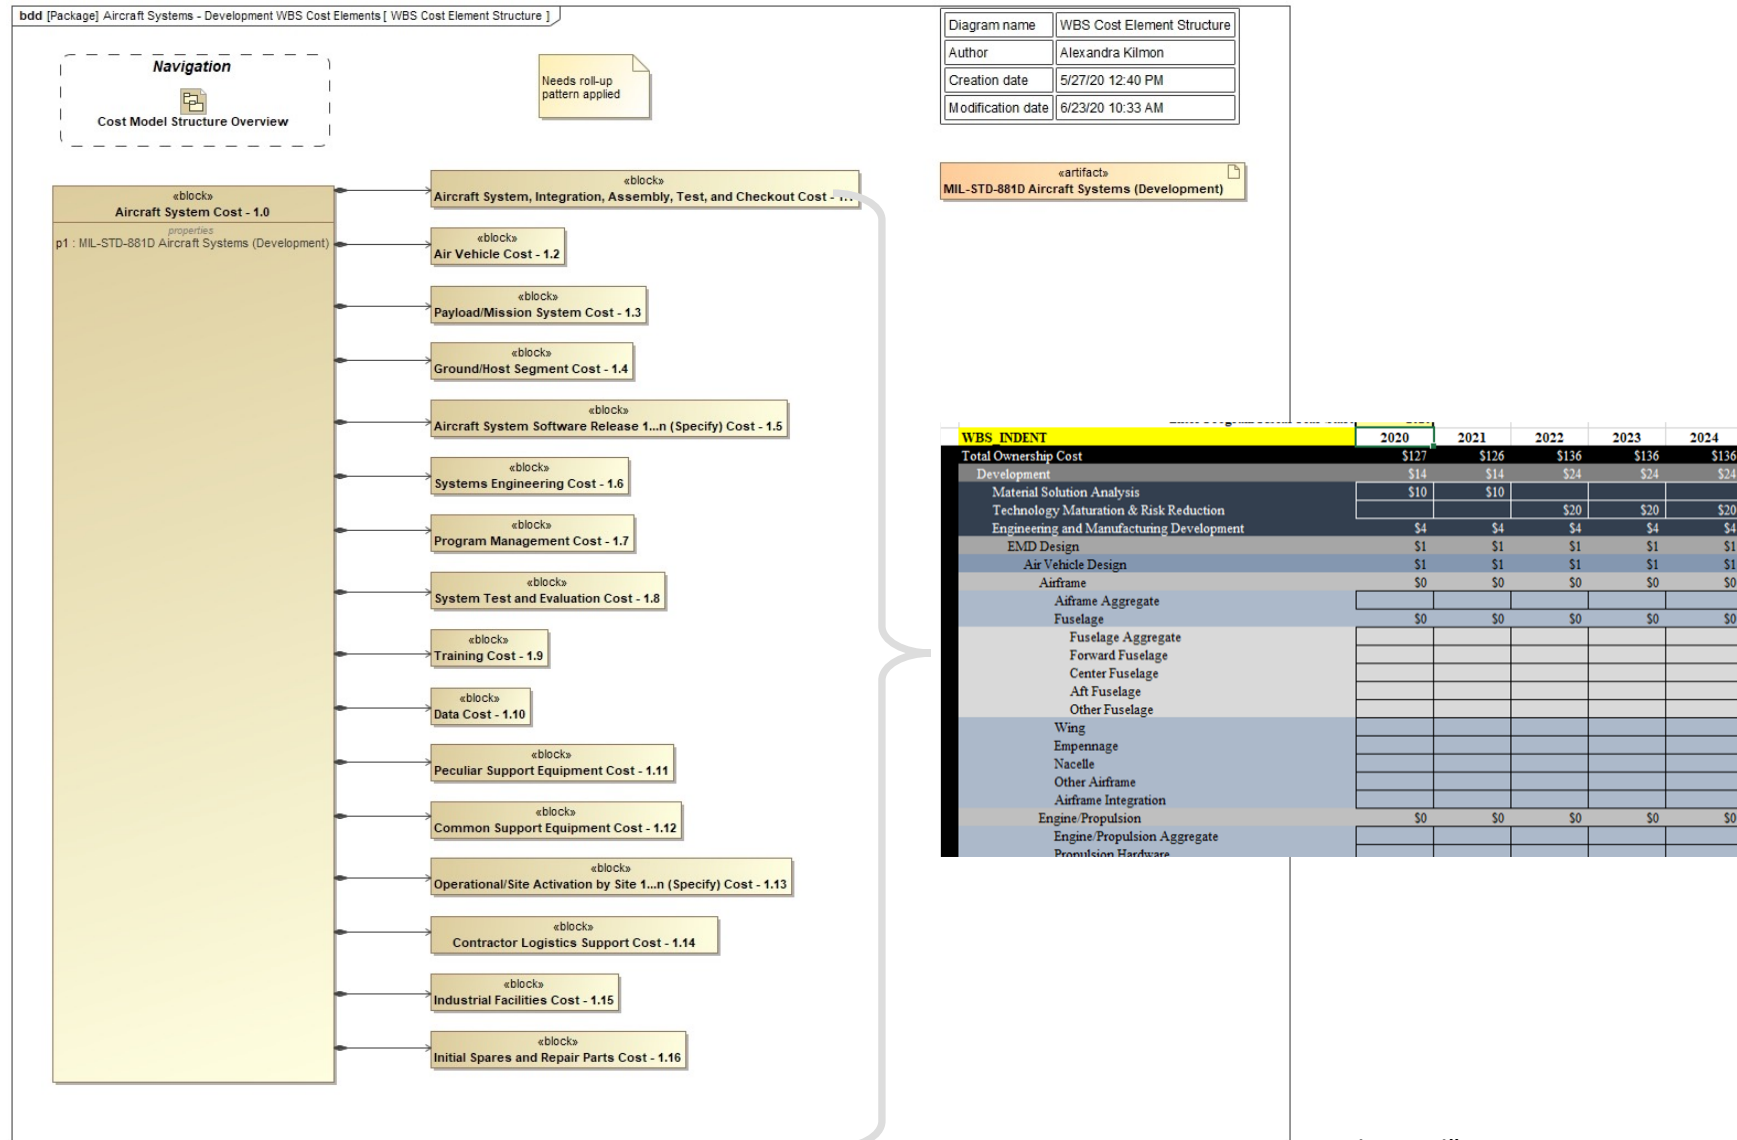 bdd [Package] Aircraft Systems - Development WBS Cost Elements [ WBS Cost Element Structure ]
Navigation
Cost Model Structure Overview
Needs roll-up
pattern applied
Diagram name WBS Cost Element Structure
Author Alexandra Kilmon
Creation date 5/27/20 12:40 PM
Modification date 6/23/20 10:33 AM
«artifact»
MIL-STD-881D Aircraft Systems (Development)
«block»
Aircraft System Cost - 1.0
properties
p1 : MIL-STD-881D Aircraft Systems (Development)
«block»
Aircraft System, Integration, Assembly, Test, and Checkout Cost - 1.1
«block»
Air Vehicle Cost - 1.2
«block»
Payload/Mission System Cost - 1.3
«block»
Ground/Host Segment Cost - 1.4
«block»
Aircraft System Software Release 1...n (Specify) Cost - 1.5
«block»
Systems Engineering Cost - 1.6
«block»
Program Management Cost - 1.7
«block»
System Test and Evaluation Cost - 1.8
«block»
Training Cost - 1.9
«block»
Data Cost - 1.10
«block»
Peculiar Support Equipment Cost - 1.11
«block»
Common Support Equipment Cost - 1.12
«block»
Operational/Site Activation by Site 1...n (Specify) Cost - 1.13
«block»
Contractor Logistics Support Cost - 1.14
«block»
Industrial Facilities Cost - 1.15
«block»
Initial Spares and Repair Parts Cost - 1.16
WBS_INDENT 2020 2021 2022 2023 2024
Total Ownership Cost $127 $126 $136 $136 $136
Development $14 $14 $24 $24 $24
Material Solution Analysis $10 $10
Technology Maturation & Risk Reduction $20 $20 $20
Engineering and Manufacturing Development $4 $4 $4 $4 $4
EMD Design $1 $1 $1 $1 $1
Air Vehicle Design $1 $1 $1 $1 $1
Airframe $0 $0 $0 $0 $0
Aiframe Aggregate
Fuselage $0 $0 $0 $0 $0
Fuselage Aggregate
Forward Fuselage
Center Fuselage
Aft Fuselage
Other Fuselage
Wing
Empennage
Nacelle
Other Airframe
Airframe Integration
Engine/Propulsion $0 $0 $0 $0 $0
Engine/Propulsion Aggregate
Propulsion Hardware